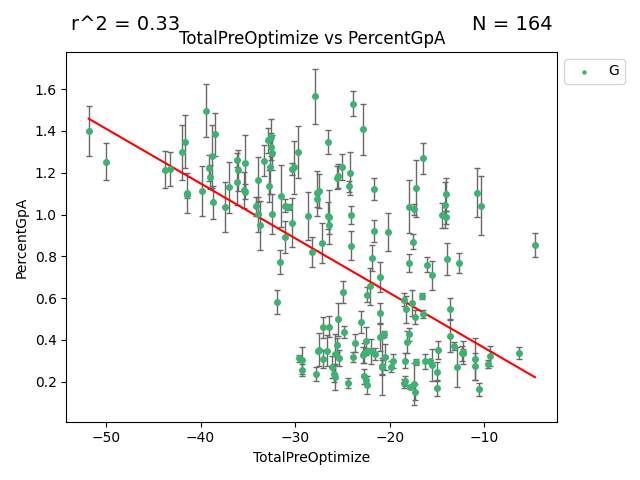 r^2 = 0.33
N = 164
TotalPreOptimize vs PercentGpA
G
PercentGpA
1.6
1.4
1.2
1.0
0.8
0.6
0.4
0.2
−50 −40 −30 −20 −10
TotalPreOptimize